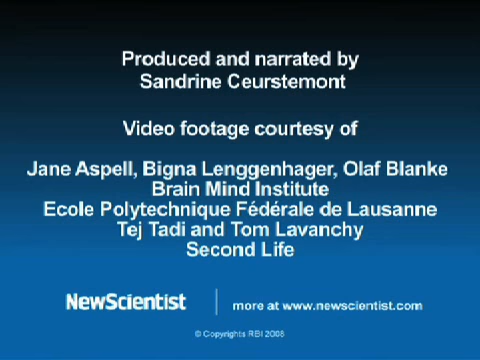 Produced and narrated by
Sandrine Ceurstemont
Video footage courtesy of
Jane Aspell, Bigna Lenggenhager, Olaf Blanke
Brain Mind Institute
Ecole Polytechnique Fédérale de Lausanne
Tej Tadi and Tom Lavanchy
Second Life
NewScientist
more at www.newscientist.com
© Copyrights RBI 2008